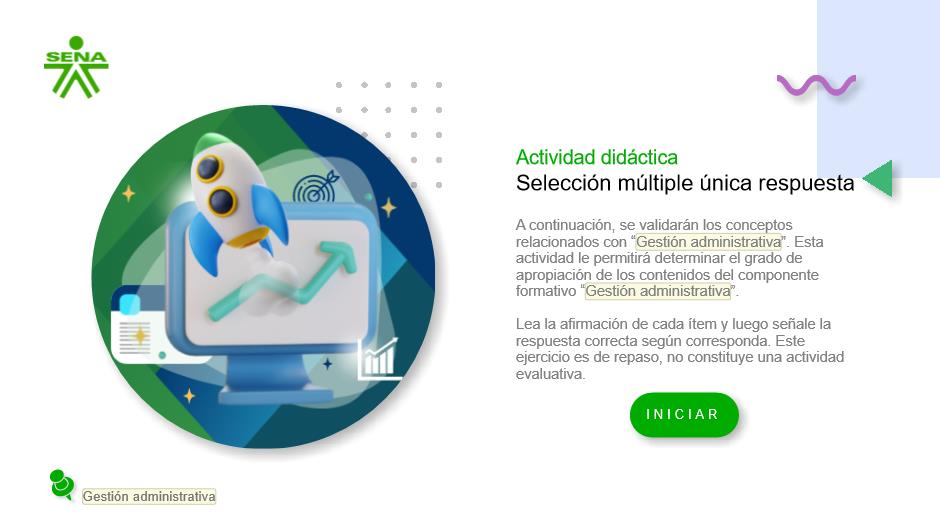 SENA
Actividad didáctica
Selección múltiple única respuesta
A continuación, se validarán los conceptos
relacionados con “Gestión administrativa”. Esta
actividad le permitirá determinar el grado de
apropiación de los contenidos del componente
formativo “Gestión administrativa”.
Lea la afirmación de cada ítem y luego señale la
respuesta correcta según corresponda. Este
ejercicio es de repaso, no constituye una actividad
evaluativa.
INICIAR
Gestión administrativa